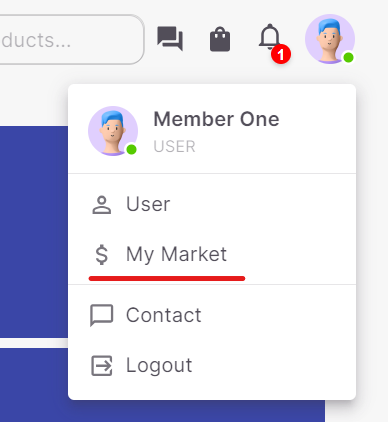 ducts...
1
Member One
USER
User
My Market
Contact
Logout